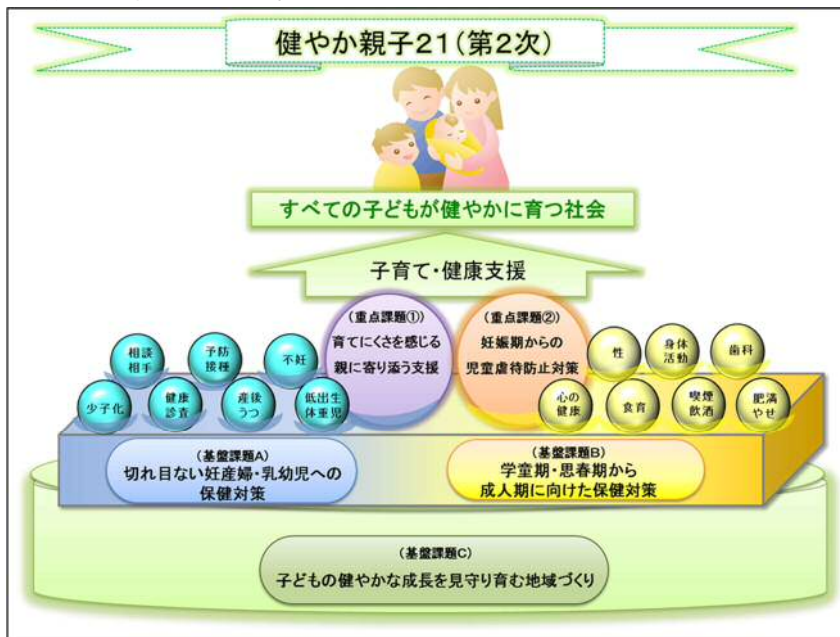 健やか親子21(第2次)
すべての子どもが健やかに育つ社会
子育て・健康支援
(重点課題①)
育てにくさを感じる
親に寄り添う支援
(重点課題②)
妊娠期からの
児童虐待防止対策
相談
相手
予防
接種
不妊
少子化
健康
診査
産後
うつ
低出生
体重児
性
身体
活動
歯科
心の
健康
食育
喫煙
飲酒
肥満
やせ
(基盤課題A)
切れ目ない妊産婦・乳幼児への
保健対策
(基盤課題B)
学童期・思春期から
成人期に向けた保健対策
(基盤課題C)
子どもの健やかな成長を見守り育む地域づくり